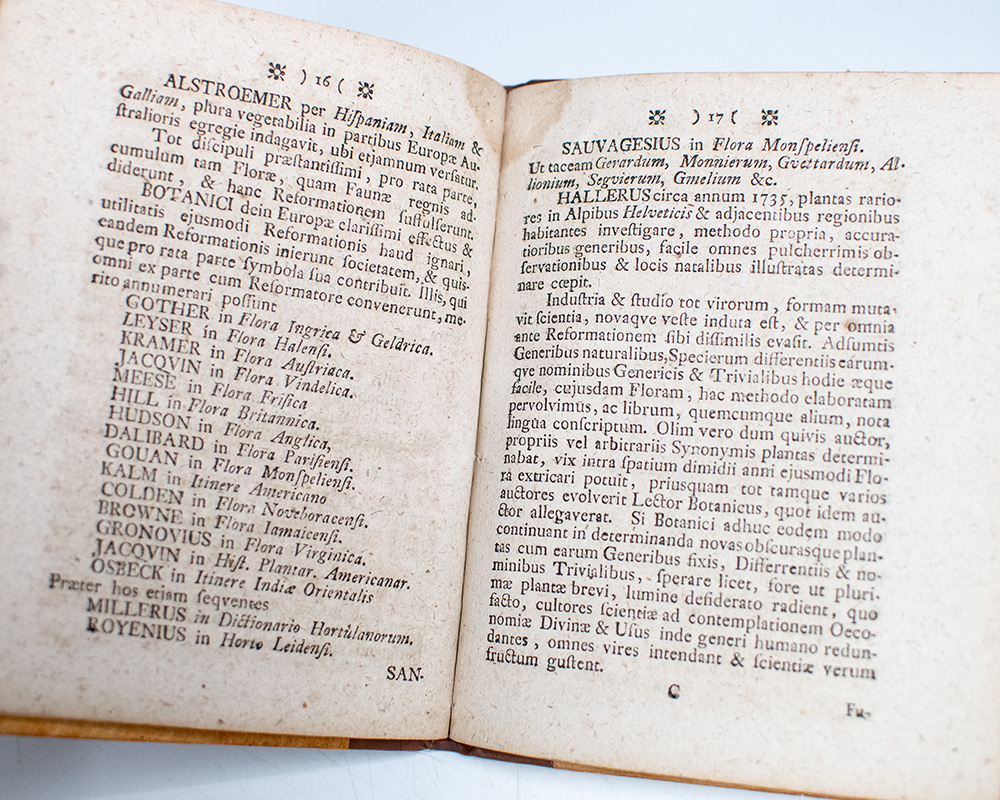 ) 16 (
ALSTROEMER per Hiſpaniam, Italiam &
Galliam, plura vegetabilia in partibus Europæ Au-
ſtralioris egregie indagavit, ubi etjamnum verſatur.
Tot diſcipuli præſtantiſſimi, pro rata parte,
cumulum tam Floræ, quam Faunæ regnis ad-
diderunt, & hanc Reformationem ſuffulſerunt.
BOTANICI dein Europæ clariſſimi effectus &
utilitatis ejusmodi Reformationis haud ignari,
eandem Reformationis inierunt ſocietatem, & quis-
que pro rata parte ſymbola ſua contribuit. Illis, qui
omni ex parte cum Reformatore convenerunt, me-
rito annumerari poſſunt
GOTHER in Flora Ingrica & Geldrica.
LEYSER in Flora Halenſi.
KRAMER in Flora Auſtriaca.
JACQVIN in Flora Vindelica.
MEESE in Flora Friſica
HILL in Flora Britannica.
HUDSON in Flora Anglica,
DALIBARD in Flora Pariſienſi.
GOUAN in Flora Monſpelienſi.
KALM in Itinere Americano
COLDEN in Flora Noveboracenſi.
BROWNE in Flora Iamaicenſi.
GRONOVIUS in Flora Virginica.
JACQVIN in Hiſt. Plantar. Americanar.
OSBECK in Itinere Indiæ Orientalis
Præter hos etiam ſeqventes
MILLERUS in Dictionario Hortulanorum.
ROYENIUS in Horto Leidenſi.
SAN-
) 17 (
SAUVAGESIUS in Flora Monſpelienſi.
Ut taceam Gerardum, Monnierum, Gvettardum, Al-
lionium, Segvierum, Gmelium &c.
HALLERUS circa annum 1735, plantas rario-
res in Alpibus Helveticis & adjacentibus regionibus
habitantes inveſtigare, methodo propria, accura-
tioribus generibus, facile omnes pulcherrimis ob-
ſervationibus & locis natalibus illuſtratas determi-
nare cœpit.
Induſtria & ſtudio tot virorum, formam muta-
vit ſcientia, novaqve veſte induta eſt, & per omnia
ante Reformationem ſibi diſſimilis evaſit. Adſumtis
Generibus naturalibus, Specierum differentiis earum-
qve nominibus Genericis & Trivialibus hodie æque
facile, cujusdam Floram, hac methodo elaboratam
pervolvimus, ac librum, quemcumque alium, nota
lingua conſcriptum. Olim vero dum quivis auctor,
propriis vel arbitrariis Synonymis plantas determi-
nabat, vix intra ſpatium dimidii anni ejusmodi Flo-
ra extricari potuit, priusquam tot tamque varios
auctores evolverit Lector Botanicus, quot idem au-
ctor allegaverat. Si Botanici adhuc eodem modo
continuant in determinanda novas obſcurasque plan-
tas cum earum Generibus fixis, Differentiis & no-
minibus Trivialibus, ſperare licet, fore ut pluri-
mæ plantæ brevi, lumine deſiderato radient, quo
facto, cultores ſcientiæ ad contemplationem Oeco-
nomiæ Divinæ & Uſus inde generi humano redun-
dantes, omnes vires intendant & ſcientiæ verum
fructum guſtent.
C
Fu-